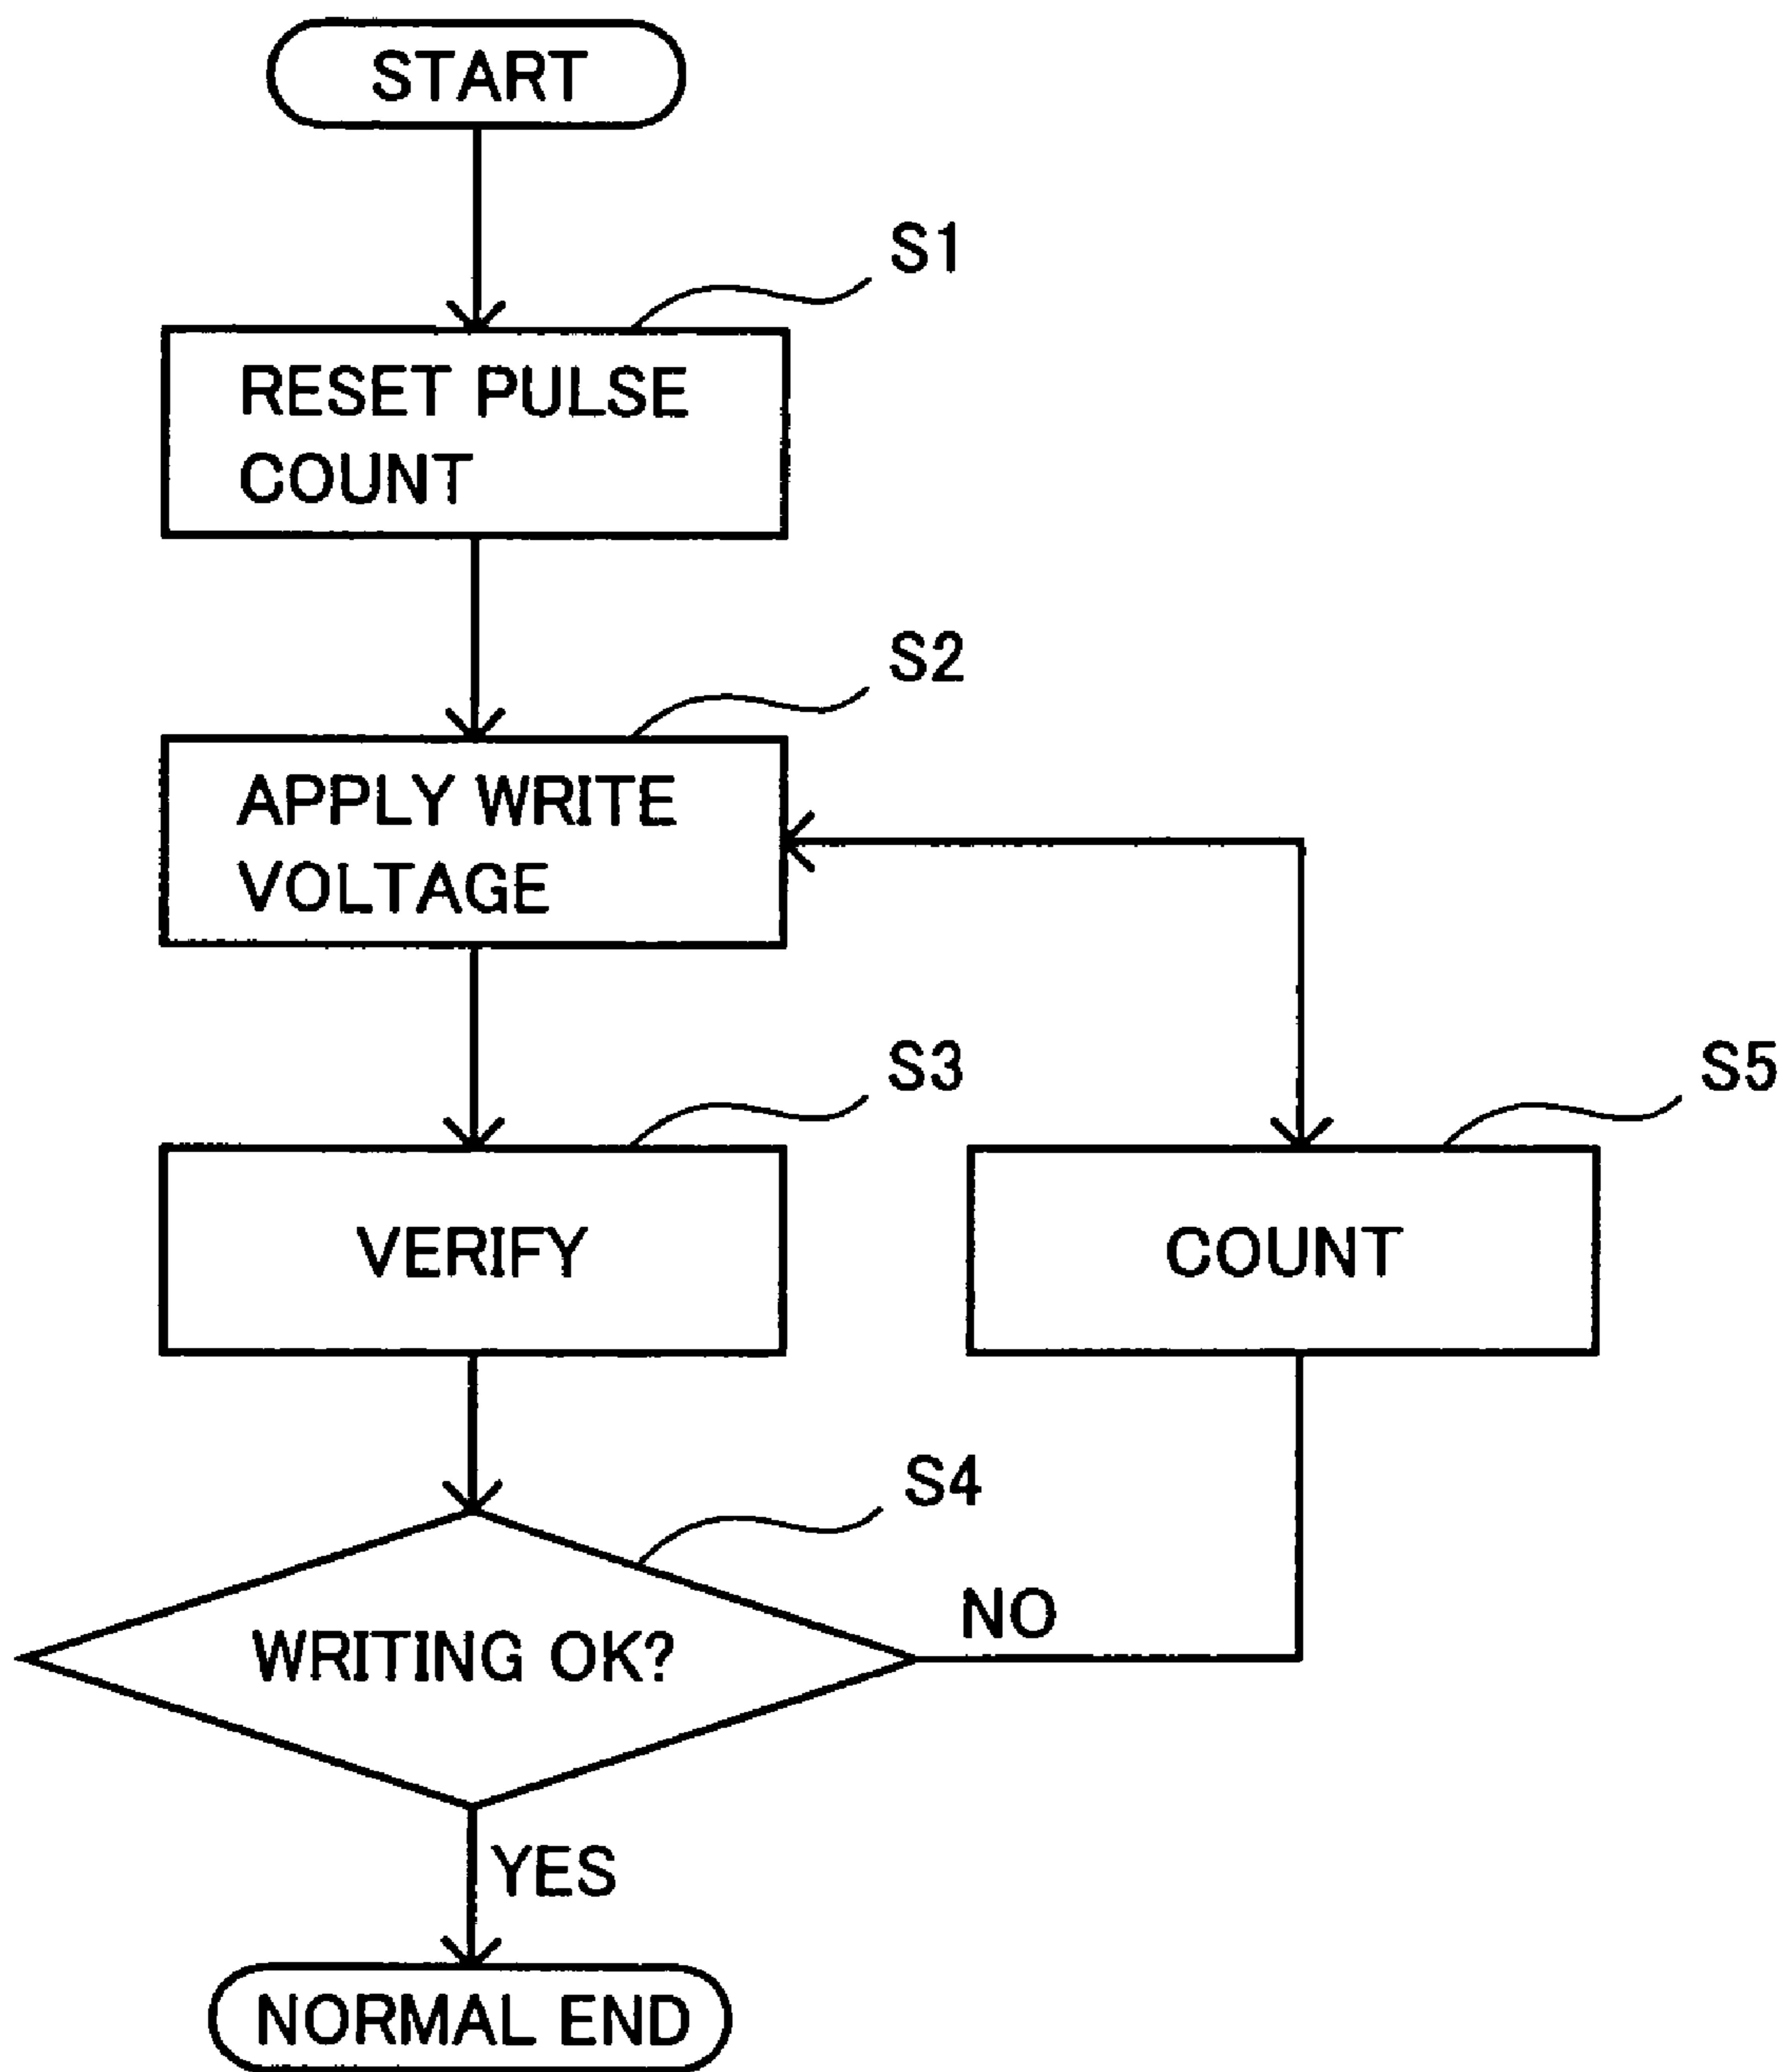 START
S1
RESET PULSE
COUNT
S2
APPLY WRITE
VOLTAGE
S3
VERIFY
S5
COUNT
S4
WRITING OK?
NO
YES
NORMAL END